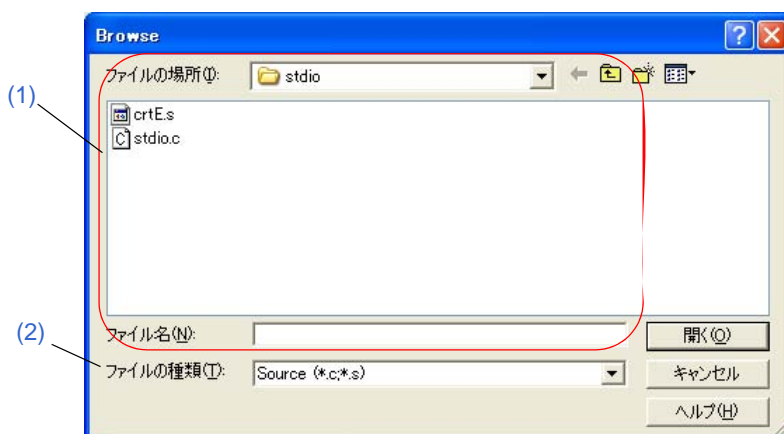 Browse
(1)
ファイルの場所(I):
stdio
crtE.s
stdio.c
(2)
ファイル名(N):
開く(O)
ファイルの種類(T):
Source (*.c;*.s)
キャンセル
ヘルプ(H)